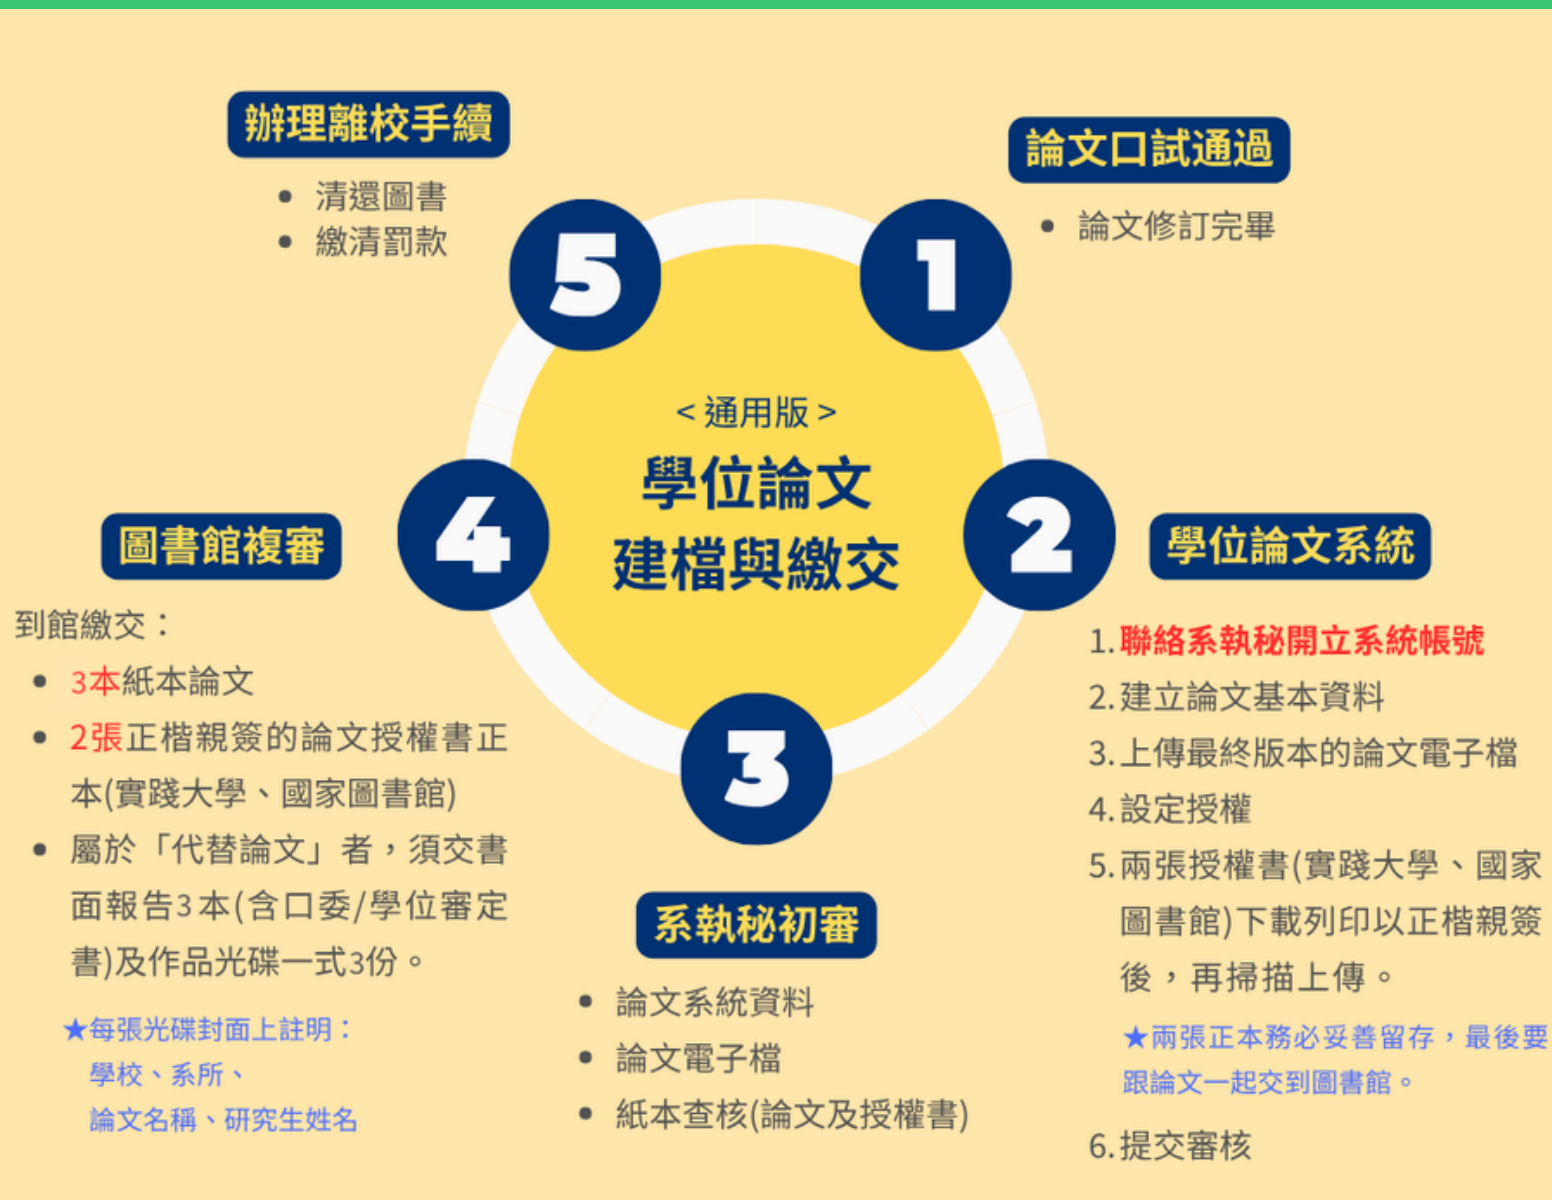 <通用版>
學位論文
建檔與繳交
1
論文口試通過
• 論文修訂完畢
2
學位論文系統
1.聯絡系執秘開立系統帳號
2.建立論文基本資料
3.上傳最終版本的論文電子檔
4.設定授權
5.兩張授權書(實踐大學、國家
圖書館)下載列印以正楷親簽
後，再掃描上傳。
★兩張正本務必妥善留存，最後要
跟論文一起交到圖書館。
6.提交審核
3
系執秘初審
• 論文系統資料
• 論文電子檔
• 紙本查核(論文及授權書)
4
圖書館複審
到館繳交：
• 3本紙本論文
• 2張正楷親簽的論文授權書正
本(實踐大學、國家圖書館)
• 屬於「代替論文」者，須交書
面報告3本(含口委/學位審定
書)及作品光碟一式3份。
★每張光碟封面上註明：
學校、系所、
論文名稱、研究生姓名
5
辦理離校手續
• 清還圖書
• 繳清罰款